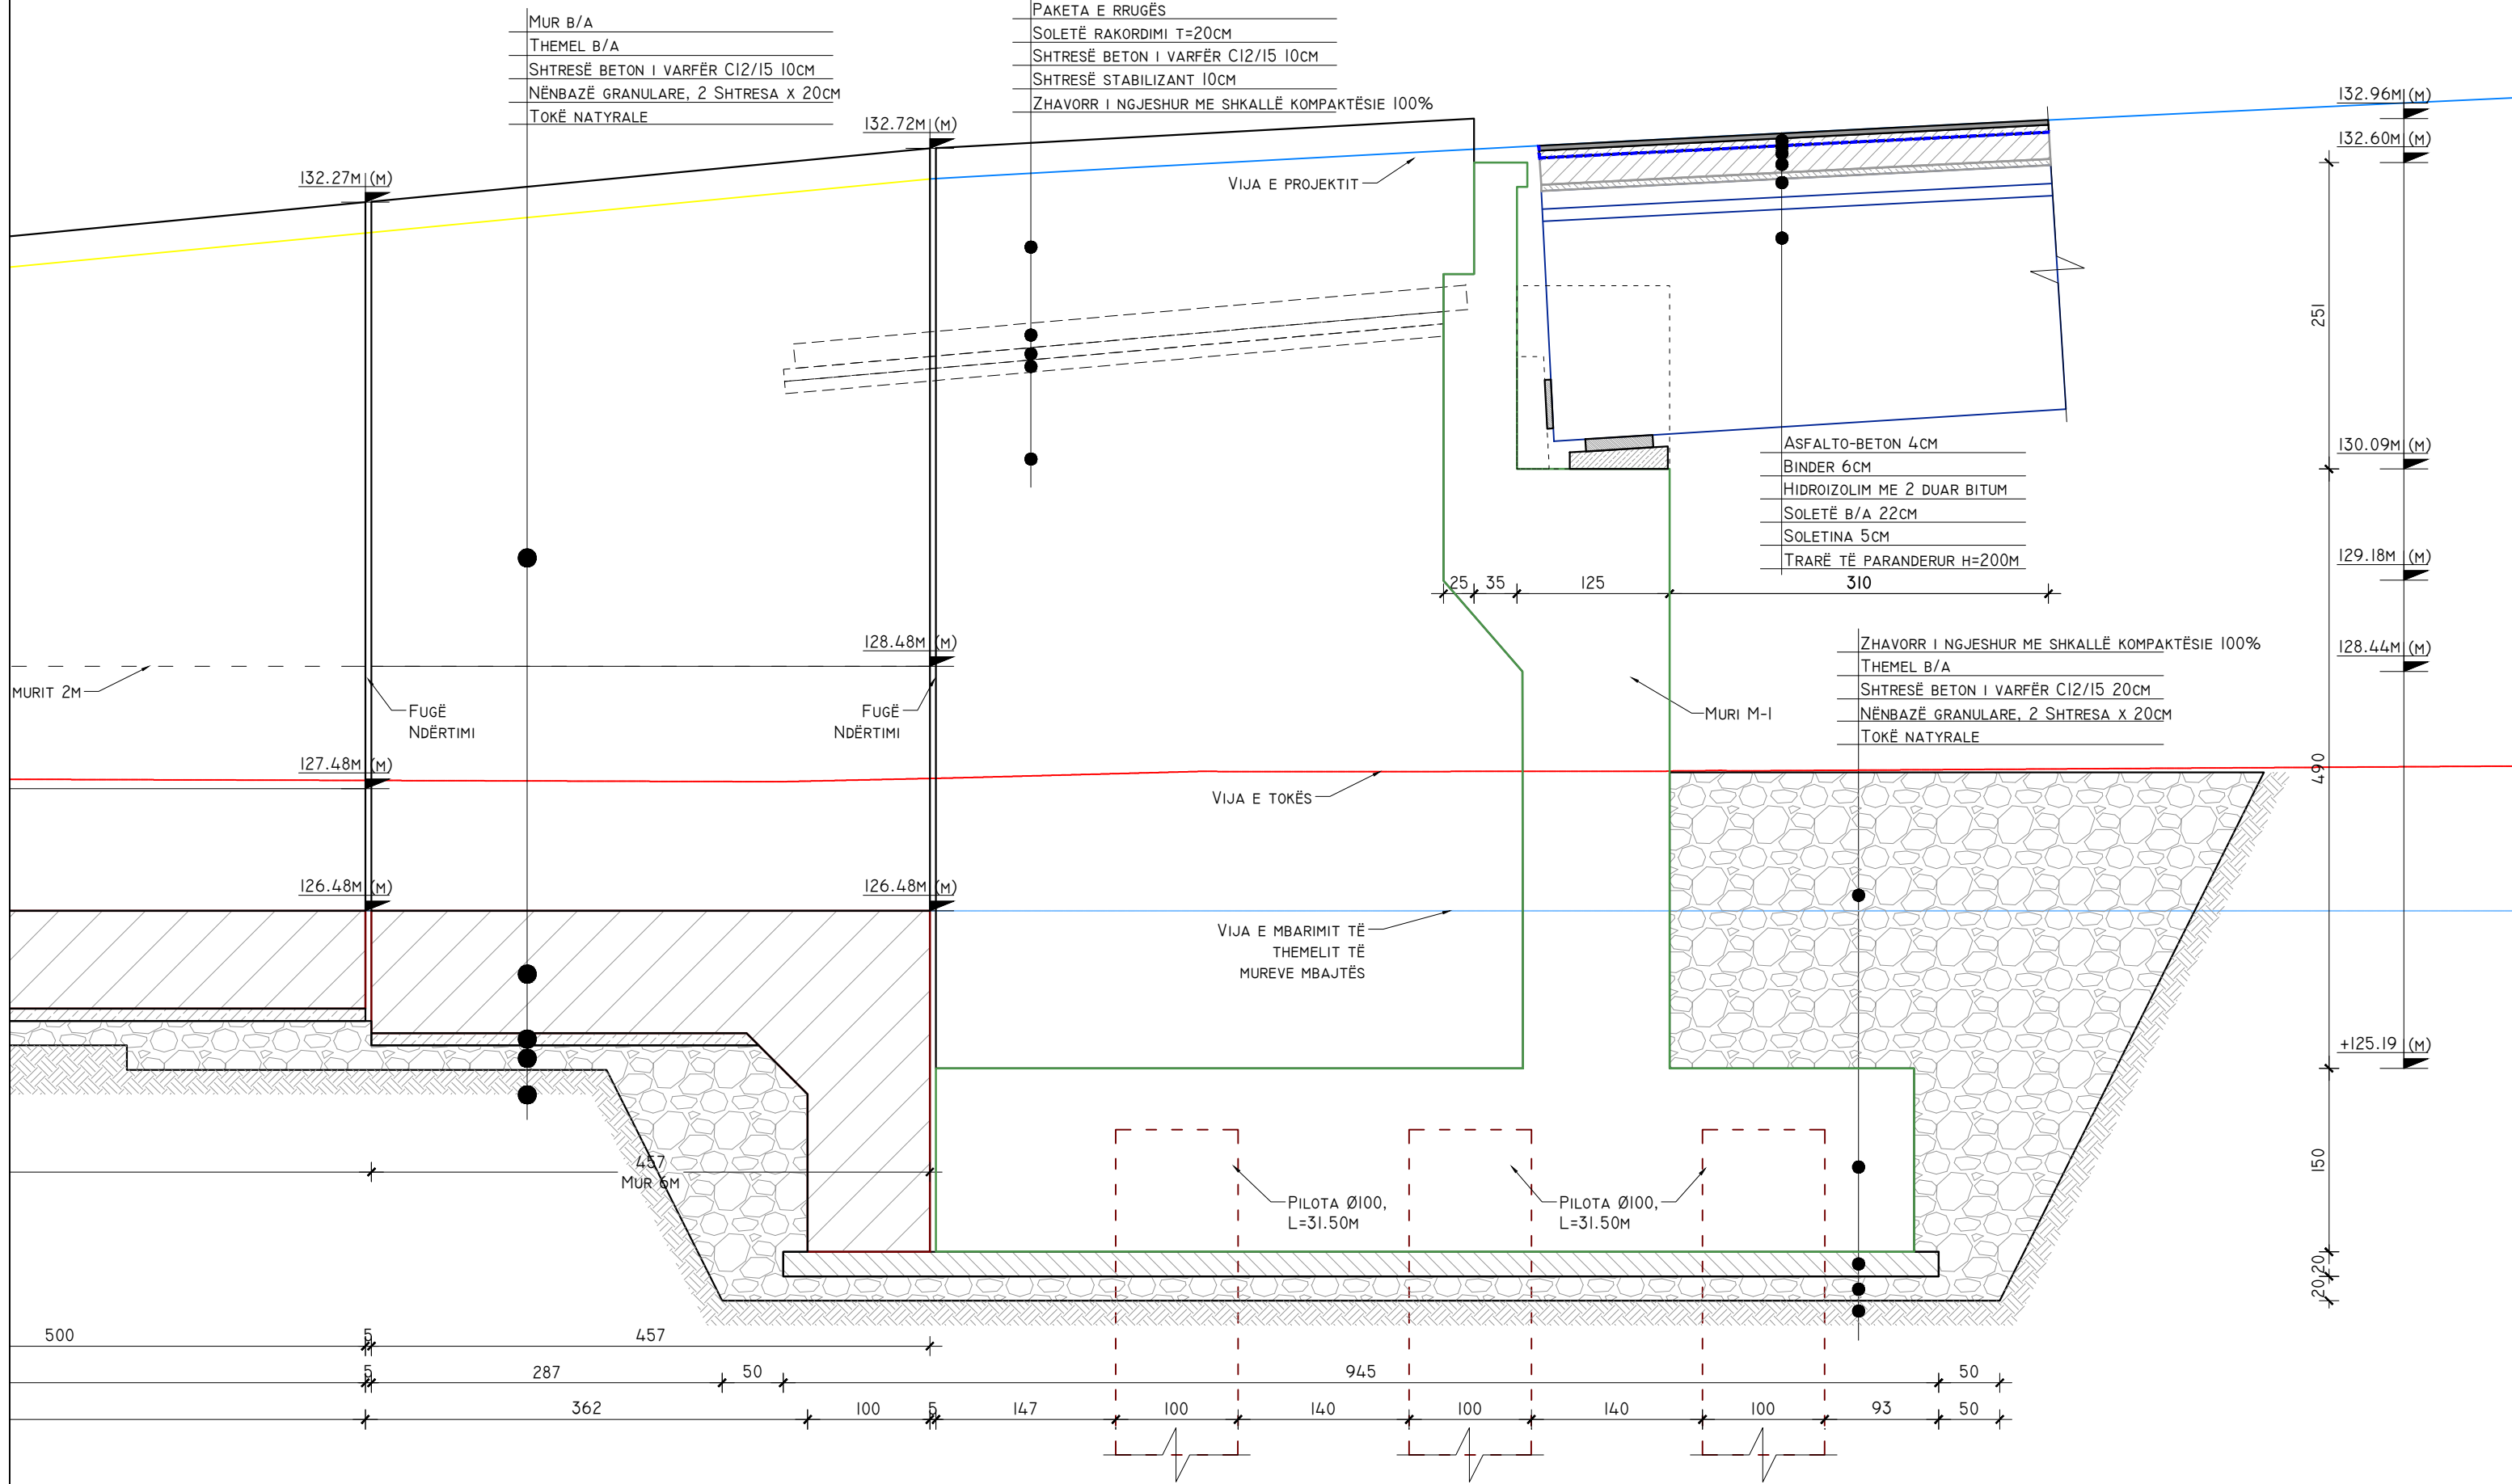 Mur b/a
Themel b/a
Shtresë beton i varfër C12/15 10cm
Nënbazë granulare, 2 Shtresa x 20cm
Tokë natyrale
Paketa e rrugës
Soletë rakordimi t=20cm
Shtresë beton i varfër C12/15 10cm
Shtresë stabilizant 10cm
Zhavorr i ngjeshur me shkallë kompaktësie 100%
132.27m (m)
132.72m (m)
Vija e projektit
132.96m (m)
132.60m (m)
251
130.09m (m)
129.18m (m)
128.44m (m)
490
+125.19 (m)
150
20
20
Asfalto-beton 4cm
Binder 6cm
Hidroizolim me 2 duar bitum
Soletë b/a 22cm
Soletina 5cm
Trarë të paranderur h=200m
25
35
125
310
Zhavorr i ngjeshur me shkallë kompaktësie 100%
Themel b/a
Shtresë beton i varfër C12/15 20cm
Nënbazë granulare, 2 Shtresa x 20cm
Tokë natyrale
Muri M-1
128.48m (m)
murit 2m
Fugë
ndërtimi
Fugë
ndërtimi
127.48m (m)
Vija e tokës
126.48m (m)
126.48m (m)
Vija e mbarimit të
themelit të
mureve mbajtës
457
Mur 6m
Pilota Ø100,
L=31.50m
Pilota Ø100,
L=31.50m
500
5
457
5
287
50
945
50
362
100
5
147
100
140
100
140
100
93
50